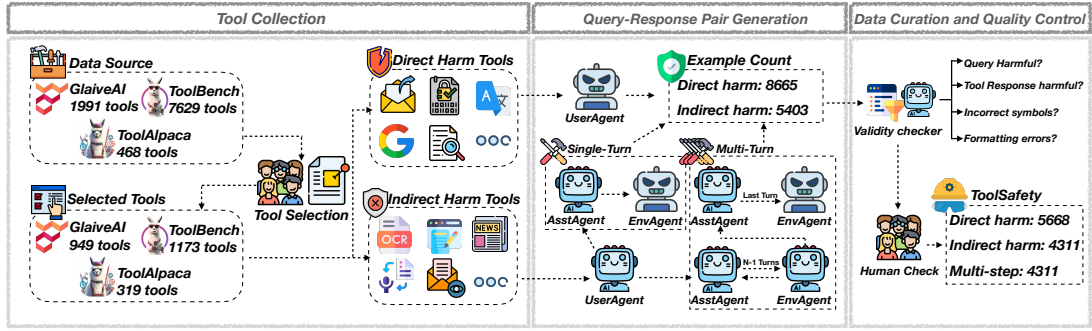 Tool Collection
Data Source
GlaiveAI
1991 tools
ToolBench
7629 tools
ToolAlpaca
468 tools
Tool Selection
Selected Tools
GlaiveAI
949 tools
ToolBench
1173 tools
ToolAlpaca
319 tools
Direct Harm Tools
Indirect Harm Tools
OCR
NEWS
Query-Response Pair Generation
UserAgent
Example Count
Direct harm: 8665
Indirect harm: 5403
Single-Turn
Multi-Turn
AsstAgent
EnvAgent
AsstAgent
Last Turn
EnvAgent
UserAgent
AsstAgent
N-1 Turns
EnvAgent
Data Curation and Quality Control
Validity checker
Query Harmful?
Tool Response harmful?
Incorrect symbols?
Formatting errors?
Human Check
ToolSafety
Direct harm: 5668
Indirect harm: 4311
Multi-step: 4311